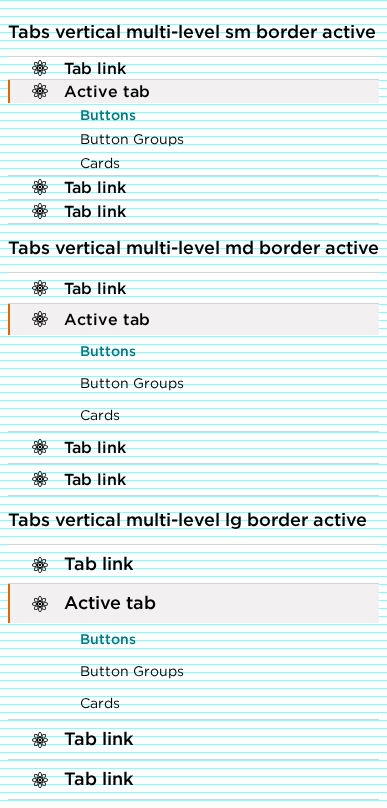 Tabs vertical multi-level sm border active
Tab link
Active tab
Buttons
Button Groups
Cards
Tab link
Tab link
Tabs vertical multi-level md border active
Tab link
Active tab
Buttons
Button Groups
Cards
Tab link
Tab link
Tabs vertical multi-level lg border active
Tab link
Active tab
Buttons
Button Groups
Cards
Tab link
Tab link